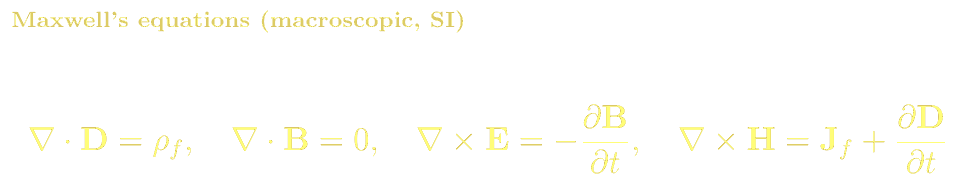 Maxwell's equations (macroscopic, SI)
∇ · D = ρ_f, ∇ · B = 0, ∇ × E = −∂B/∂t, ∇ × H = J_f + ∂D/∂t